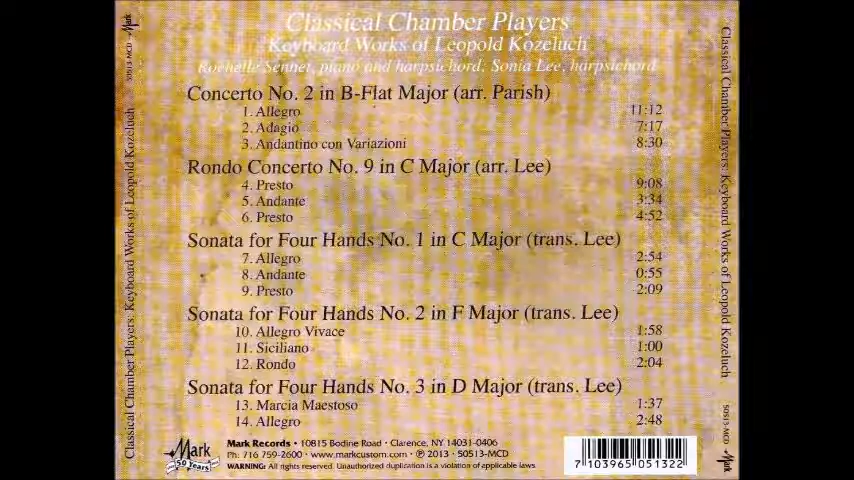 Classical Chamber Players
Keyboard Works of Leopold Kozeluch
Rochelle Sennet, piano and harpsichord, Sonia Lee, harpsichord
Concerto No. 2 in B-Flat Major (arr. Parish)
1. Allegro 11:12
2. Adagio 7:17
3. Andantino con Variazioni 8:30
Rondo Concerto No. 9 in C Major (arr. Lee)
4. Presto 9:08
5. Andante 3:34
6. Presto 4:52
Sonata for Four Hands No. 1 in C Major (trans. Lee)
7. Allegro 2:54
8. Andante 0:55
9. Presto 2:09
Sonata for Four Hands No. 2 in F Major (trans. Lee)
10. Allegro Vivace 1:58
11. Siciliano 1:00
12. Rondo 2:04
Sonata for Four Hands No. 3 in D Major (trans. Lee)
13. Marcia Maestoso 1:37
14. Allegro 2:48
Mark
50 Years
Mark Records • 10815 Bodine Road • Clarence, NY 14031-0406
Ph: 716 759-2600 • www.markcustom.com • ℗ 2013 • 50513-MCD
WARNING: All rights reserved. Unauthorized duplication is a violation of applicable laws.
7 103965 051322
Classical Chamber Players: Keyboard Works of Leopold Kozeluch
50513-MCD
Mark
Classical Chamber Players: Keyboard Works of Leopold Kozeluch
50513-MCD
Mark